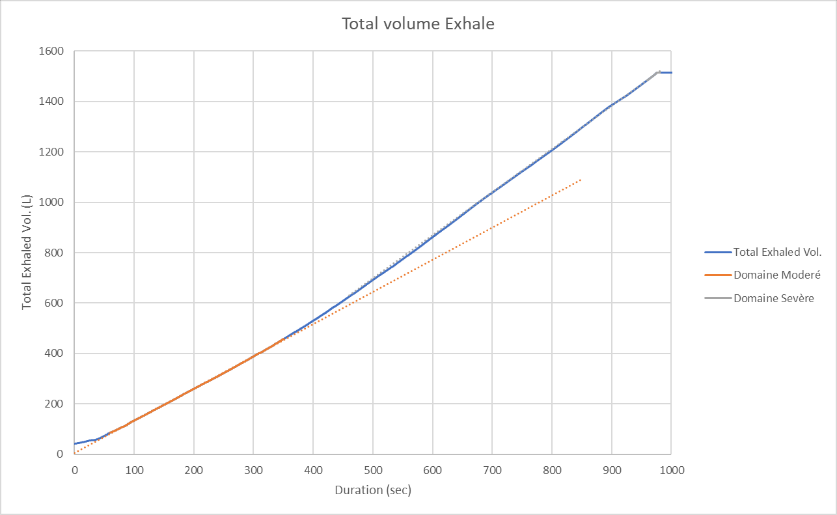 Total volume Exhale
1600
1400
1200
1000
800
600
400
200
0
Total Exhaled Vol. (L)
0 100 200 300 400 500 600 700 800 900 1000
Duration (sec)
Total Exhaled Vol.
Domaine Moderé
Domaine Sevère